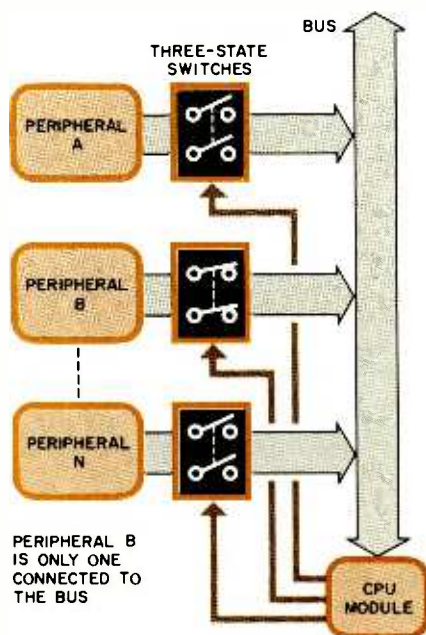 BUS
THREE-STATE
SWITCHES
PERIPHERAL
A
PERIPHERAL
B
PERIPHERAL
N
PERIPHERAL B
IS ONLY ONE
CONNECTED TO
THE BUS
CPU
MODULE